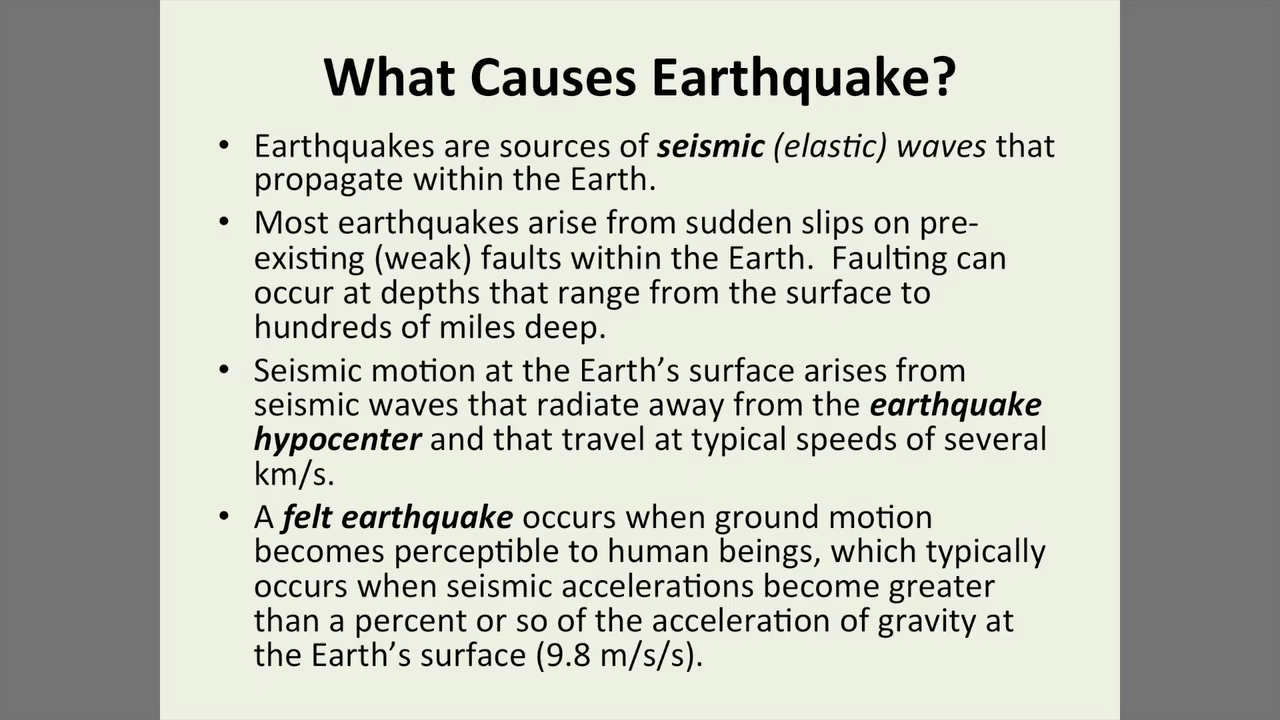 What Causes Earthquake?
• Earthquakes are sources of seismic (elastic) waves that
propagate within the Earth.
• Most earthquakes arise from sudden slips on pre-
existing (weak) faults within the Earth.  Faulting can
occur at depths that range from the surface to
hundreds of miles deep.
• Seismic motion at the Earth’s surface arises from
seismic waves that radiate away from the earthquake
hypocenter and that travel at typical speeds of several
km/s.
• A felt earthquake occurs when ground motion
becomes perceptible to human beings, which typically
occurs when seismic accelerations become greater
than a percent or so of the acceleration of gravity at
the Earth’s surface (9.8 m/s/s).